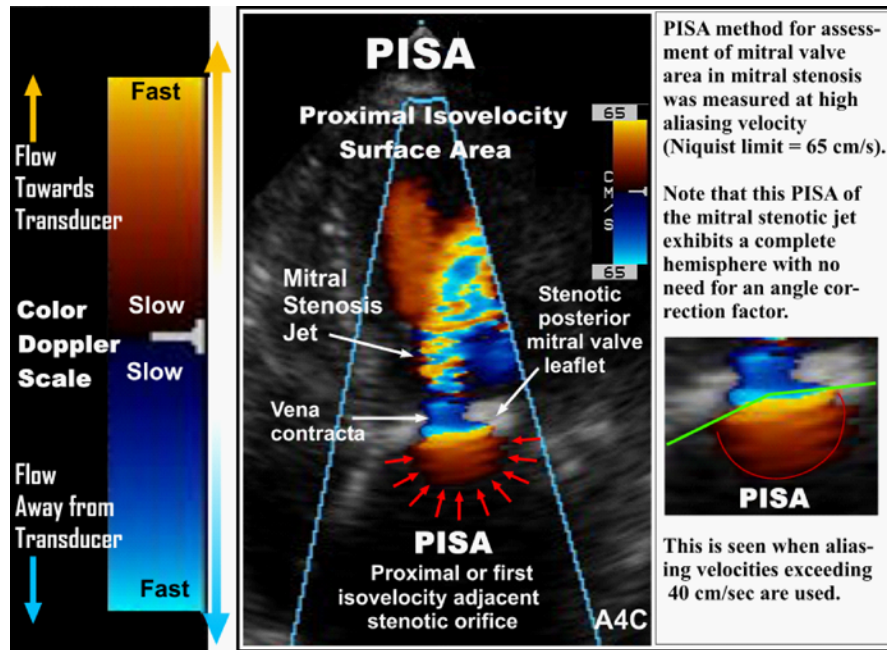 Fast
Flow
Towards
Transducer
Slow
Color
Doppler
Scale
Slow
Flow
Away from
Transducer
Fast
PISA
Proximal Isovelocity
Surface Area
65
CM/S
65
Mitral
Stenosis
Jet
Stenotic
posterior
mitral valve
leaflet
Vena
contracta
PISA
Proximal or first
isovelocity adjacent
stenotic orifice
A4C
PISA method for assess-
ment of mitral valve
area in mitral stenosis
was measured at high
aliasing velocity
(Niquist limit = 65 cm/s).
Note that this PISA of
the mitral stenotic jet
exhibits a complete
hemisphere with no
need for an angle cor-
rection factor.
PISA
This is seen when alias-
ing velocities exceeding
40 cm/sec are used.